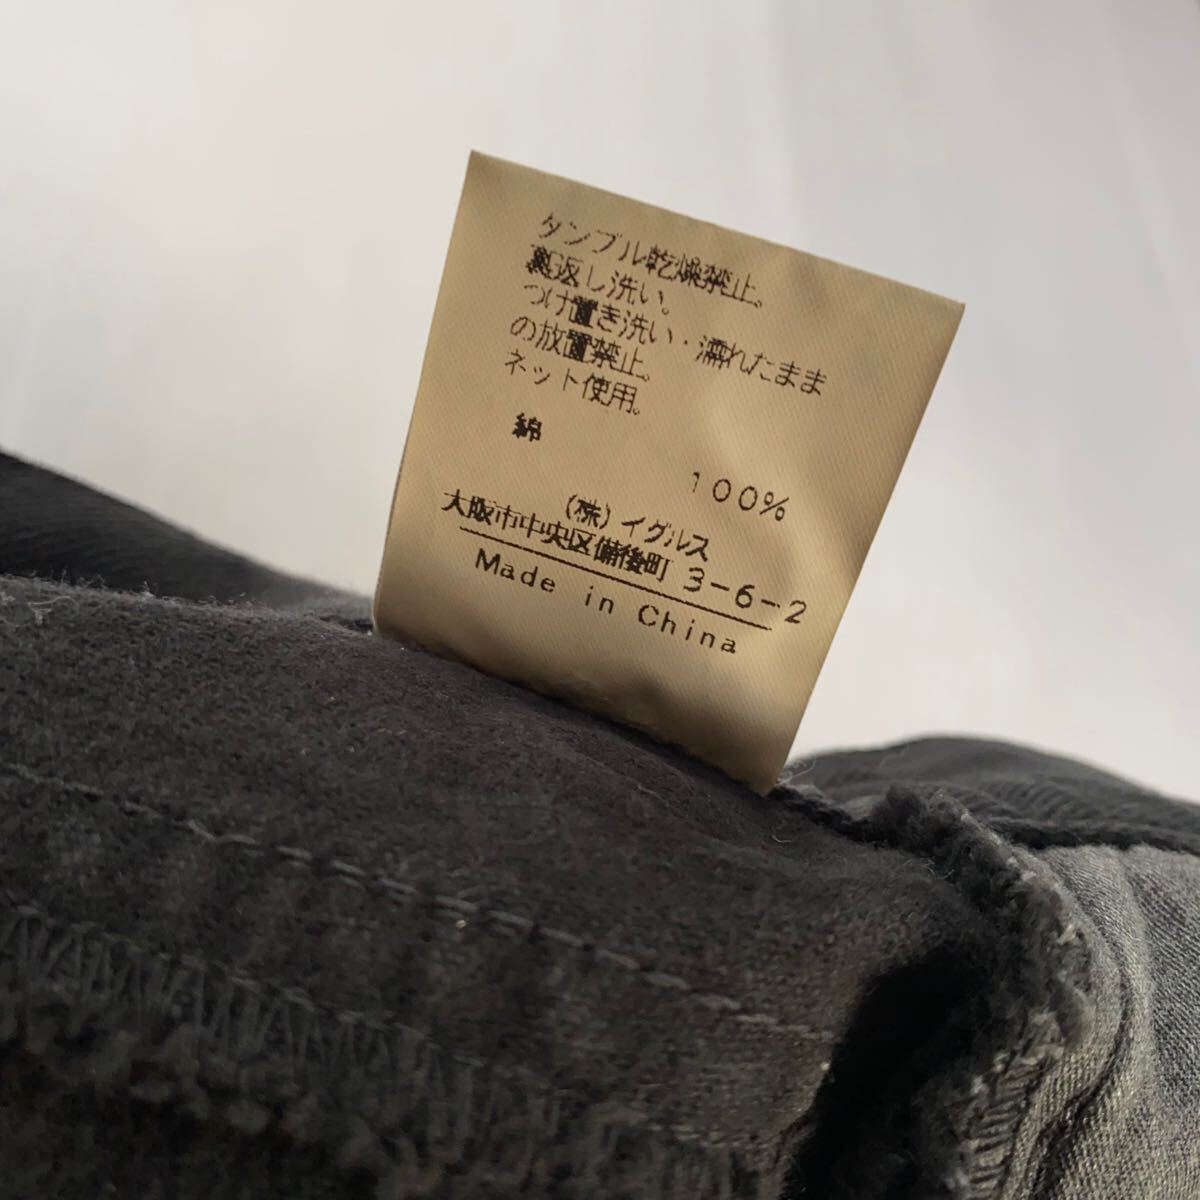 タンブル乾燥禁止。
裏返し洗い。
つけ置き洗い・濡れたまま
の放置禁止。
ネット使用。
綿 100%
(株)イグルス
大阪市中央区備後町 3-6-2
Made in China